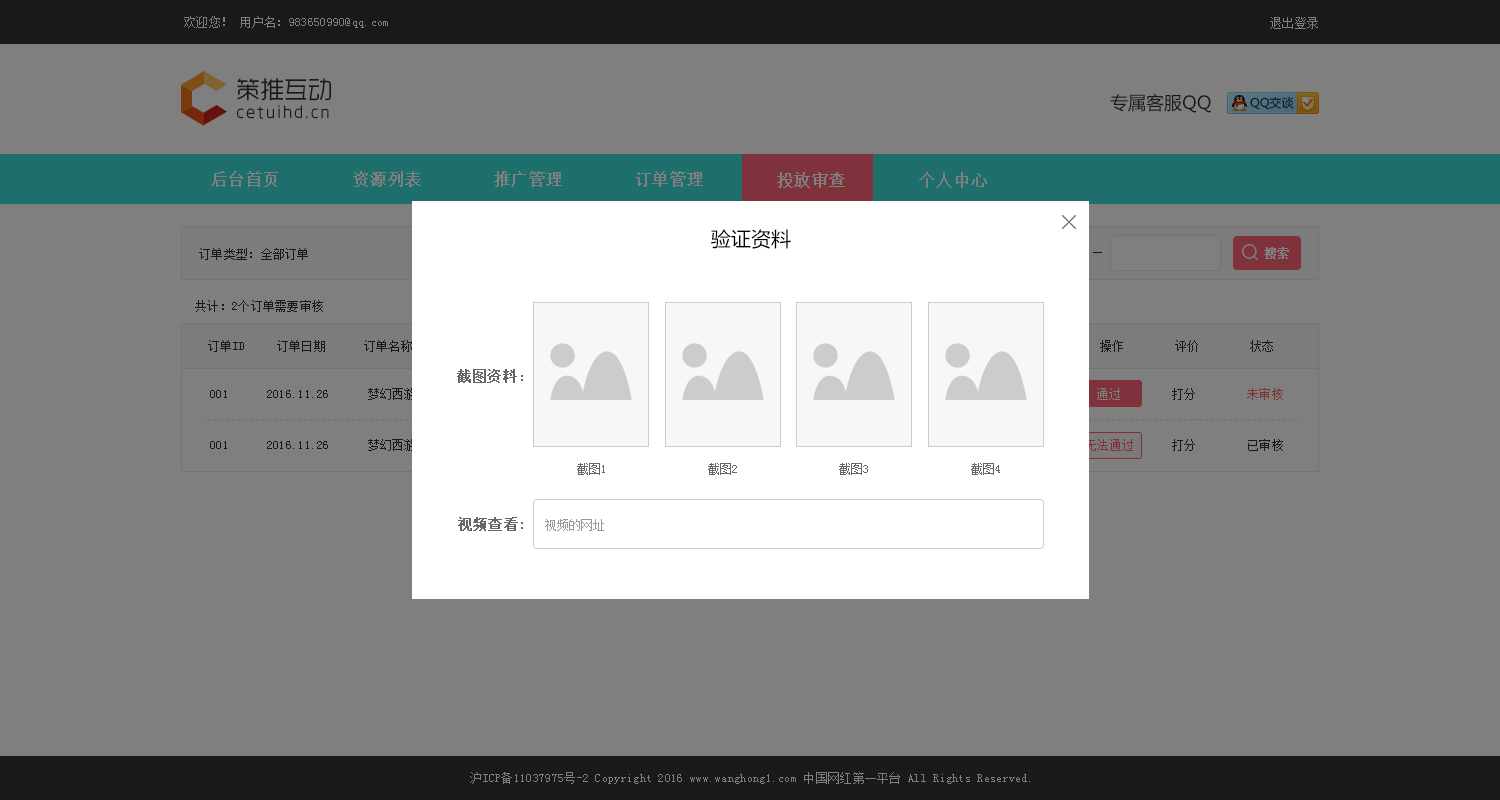 欢迎您! 用户名: 983650990@qq.com
退出登录
策推互动
cetuihd.cn
专属客服QQ
QQ交谈
后台首页 资源列表 推广管理 订单管理 投放审查 个人中心
订单类型: 全部订单
—
搜索
共计: 2个订单需要审核
订单ID 订单日期 订单名称 操作 评价 状态
001 2016.11.26 梦幻西游 通过 打分 未审核
001 2016.11.26 梦幻西游 无法通过 打分 已审核
验证资料
截图资料:
截图1 截图2 截图3 截图4
视频查看:
视频的网址
沪ICP备11037975号-2 Copyright 2016 www.wanghong1.com 中国网红第一平台 All Rights Reserved.